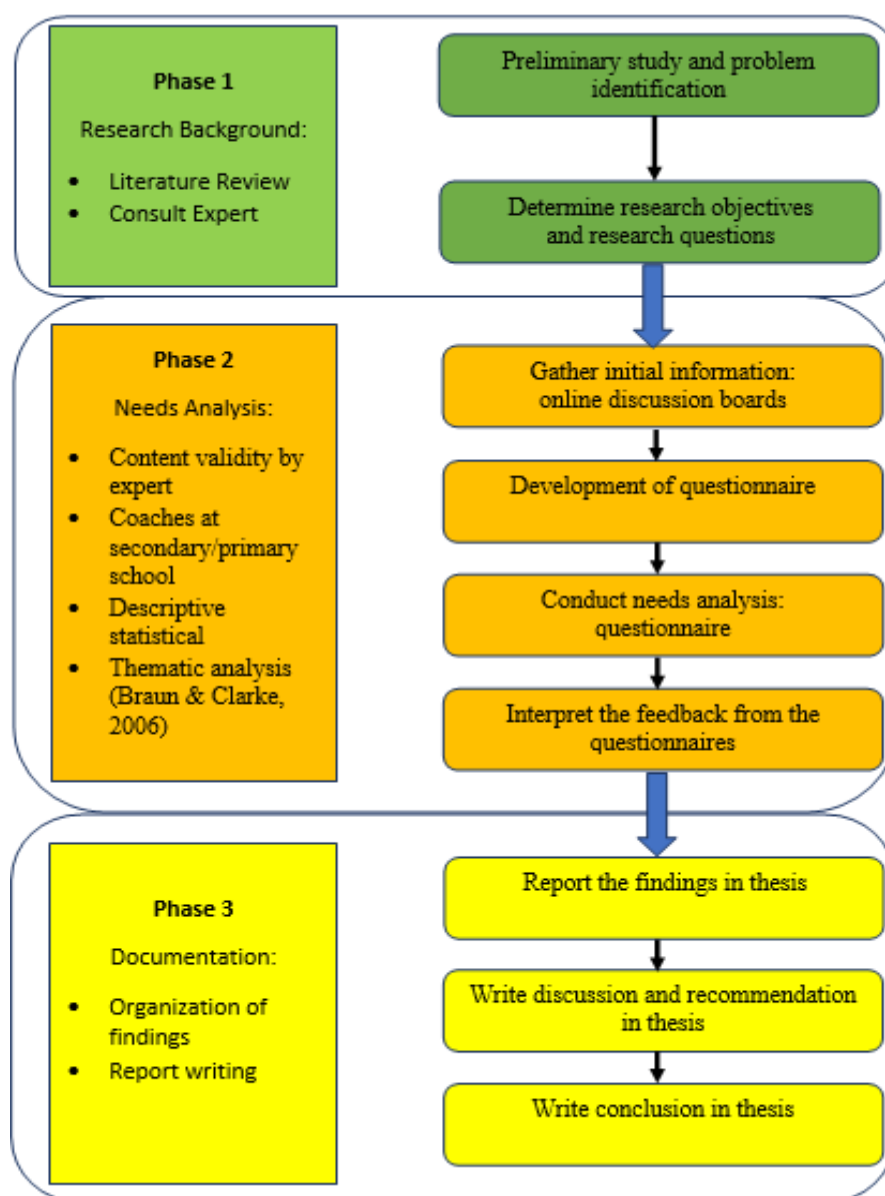 Phase 1
Research Background:
• Literature Review
• Consult Expert
Preliminary study and problem
identification
Determine research objectives
and research questions
Phase 2
Needs Analysis:
• Content validity by
expert
• Coaches at
secondary/primary
school
• Descriptive
statistical
• Thematic analysis
(Braun & Clarke,
2006)
Gather initial information:
online discussion boards
Development of questionnaire
Conduct needs analysis:
questionnaire
Interpret the feedback from the
questionnaires
Phase 3
Documentation:
• Organization of
findings
• Report writing
Report the findings in thesis
Write discussion and recommendation
in thesis
Write conclusion in thesis